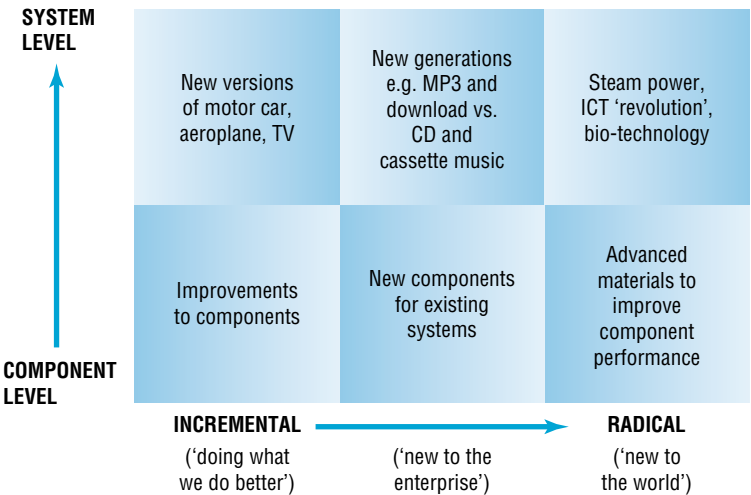 SYSTEM
LEVEL
New versions
of motor car,
aeroplane, TV
New generations
e.g. MP3 and
download vs.
CD and
cassette music
Steam power,
ICT ‘revolution’,
bio-technology
Improvements
to components
New components
for existing
systems
Advanced
materials to
improve
component
performance
COMPONENT
LEVEL
INCREMENTAL
RADICAL
(‘doing what
we do better’)
(‘new to the
enterprise’)
(‘new to
the world’)